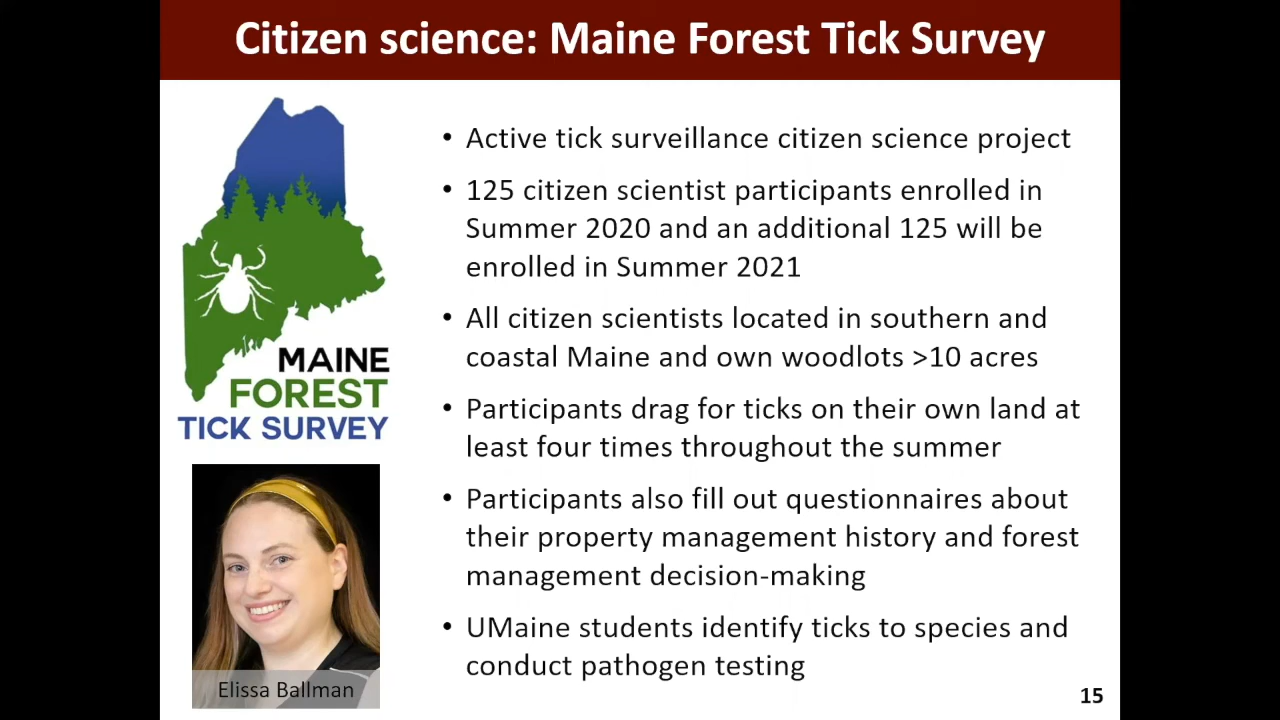 Citizen science: Maine Forest Tick Survey
MAINE
FOREST
TICK SURVEY
Elissa Ballman
• Active tick surveillance citizen science project
• 125 citizen scientist participants enrolled in
Summer 2020 and an additional 125 will be
enrolled in Summer 2021
• All citizen scientists located in southern and
coastal Maine and own woodlots >10 acres
• Participants drag for ticks on their own land at
least four times throughout the summer
• Participants also fill out questionnaires about
their property management history and forest
management decision-making
• UMaine students identify ticks to species and
conduct pathogen testing
15